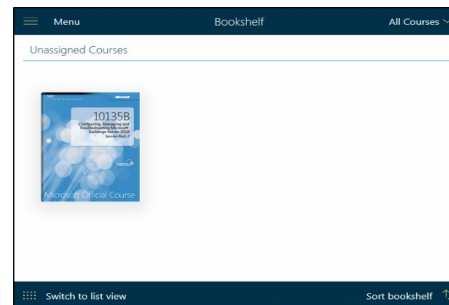 Menu
Bookshelf
All Courses
Unassigned Courses
Microsoft
10135B
Configuring, Managing and
Troubleshooting Microsoft
Exchange Server 2010
Service Pack 2
Microsoft Official Course
Switch to list view
Sort bookshelf